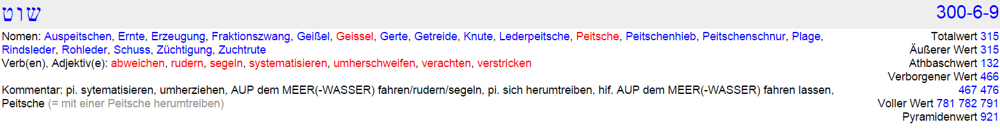 שוט 300-6-9
Nomen: Auspeitschen, Ernte, Erzeugung, Fraktionszwang, Geißel, Geissel, Gerte, Getreide, Knute, Lederpeitsche, Peitsche, Peitschenhieb, Peitschenschnur, Plage, Totalwert 315
Rindsleder, Rohleder, Schuss, Züchtigung, Zuchtrute Äußerer Wert 315
Verb(en), Adjektiv(e): abweichen, rudern, segeln, systematisieren, umherschweifen, verachten, verstricken Athbaschwert 132
Verborgener Wert 466
Kommentar: pi. sytematisieren, umherziehen, AUP dem MEER(-WASSER) fahren/rudern/segeln, pi. sich herumtreiben, hif. AUP dem MEER(-WASSER) fahren lassen, 467 476
Peitsche (= mit einer Peitsche herumtreiben) Voller Wert 781 782 791
Pyramidenwert 921